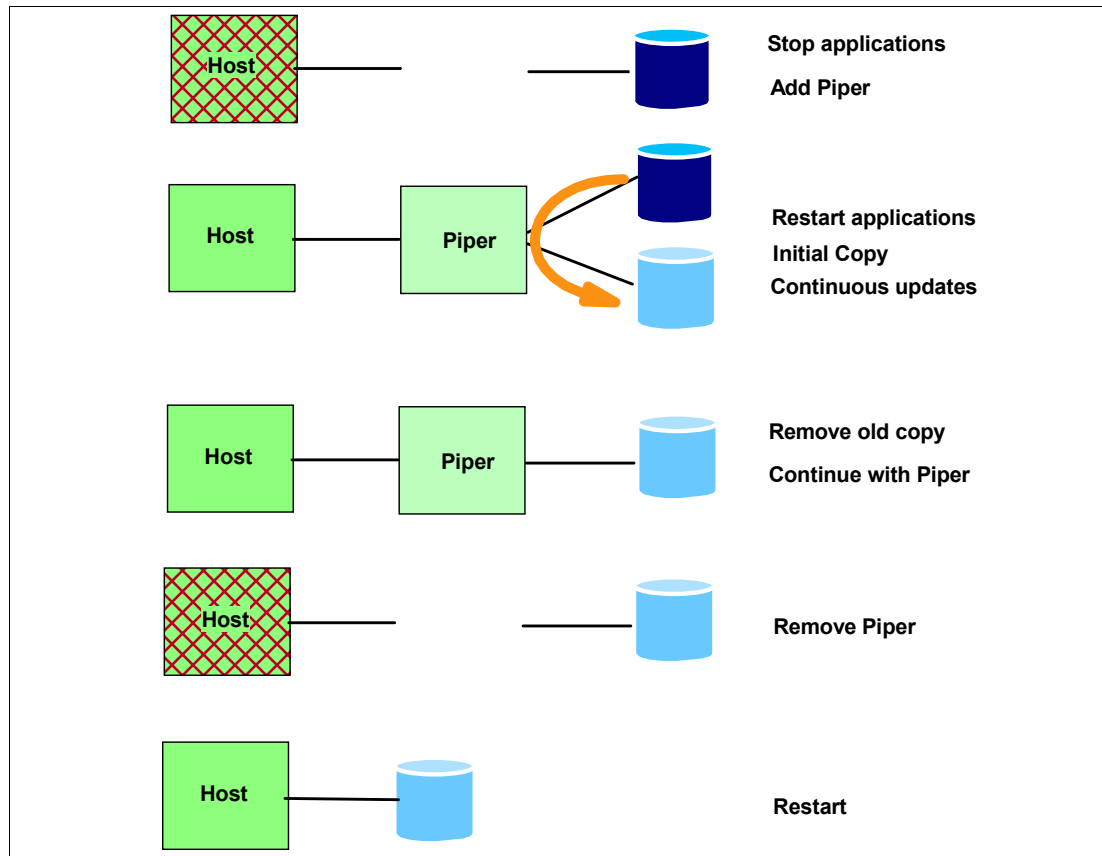 Host
Stop applications
Add Piper
Host
Piper
Restart applications
Initial Copy
Continuous updates
Host
Piper
Remove old copy
Continue with Piper
Host
Remove Piper
Host
Restart